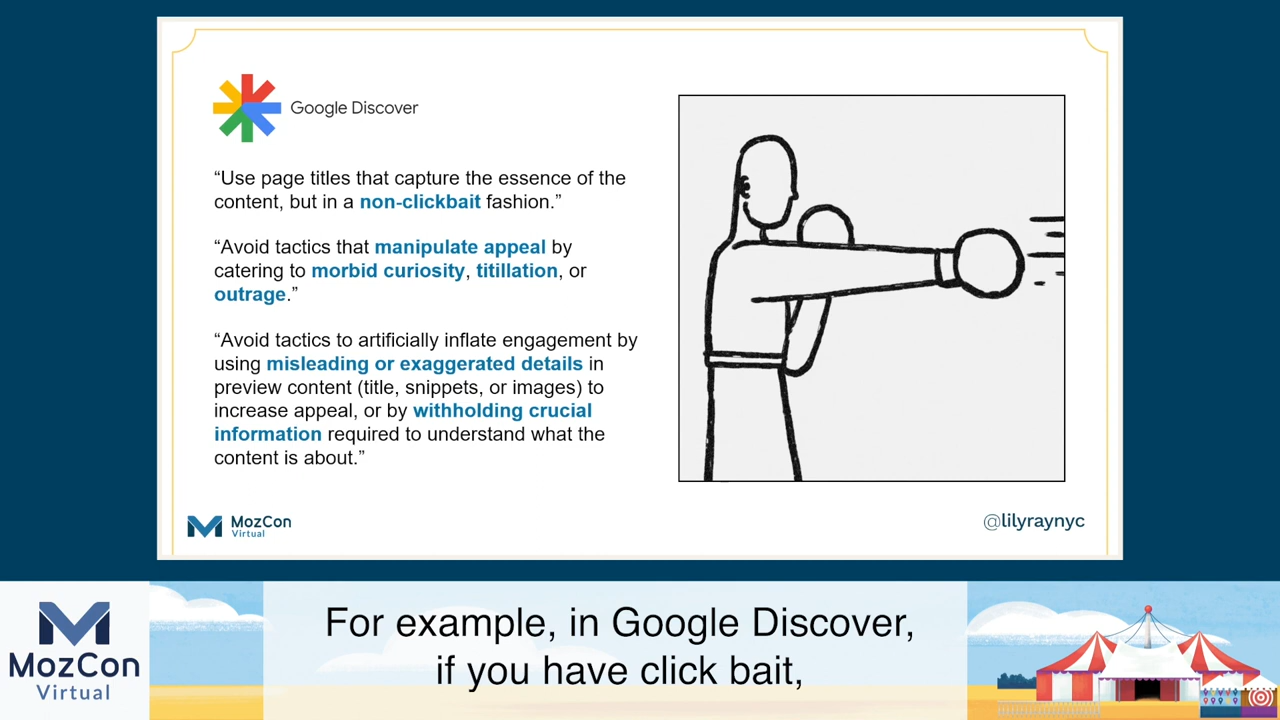 Google Discover
“Use page titles that capture the essence of the
content, but in a non-clickbait fashion.”
“Avoid tactics that manipulate appeal by
catering to morbid curiosity, titillation, or
outrage.”
“Avoid tactics to artificially inflate engagement by
using misleading or exaggerated details in
preview content (title, snippets, or images) to
increase appeal, or by withholding crucial
information required to understand what the
content is about.”
MozCon
Virtual
@lilyraynyc
MozCon
Virtual
For example, in Google Discover,
if you have click bait,